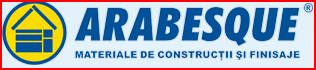 ARABESQUE®
MATERIALE DE CONSTRUCȚII ȘI FINISAJE